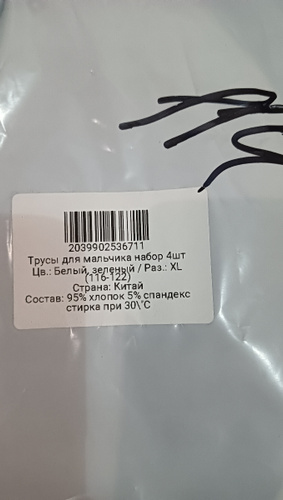 2039902536711
Трусы для мальчика набор 4шт
Цв.: Белый, зеленый / Раз.: XL
(116-122)
Страна: Китай
Состав: 95% хлопок 5% спандекс
стирка при 30\'C